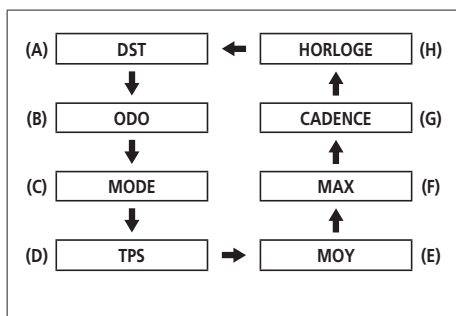 (A) DST HORLOGE (H)
(B) ODO CADENCE (G)
(C) MODE MAX (F)
(D) TPS MOY (E)